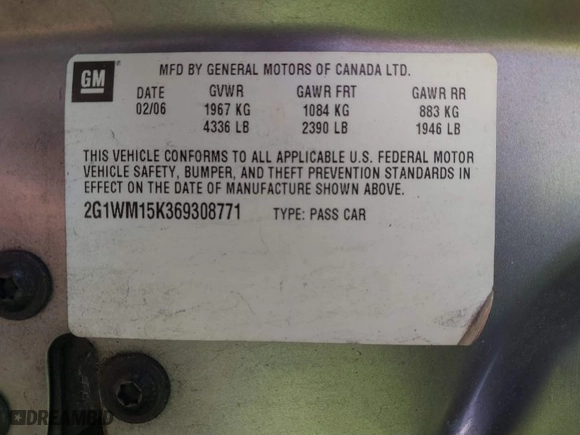 GM ® MFD BY GENERAL MOTORS OF CANADA LTD.
DATE GVWR GAWR FRT GAWR RR
02/06 1967 KG 1084 KG 883 KG
4336 LB 2390 LB 1946 LB
THIS VEHICLE CONFORMS TO ALL APPLICABLE U.S. FEDERAL MOTOR
VEHICLE SAFETY, BUMPER, AND THEFT PREVENTION STANDARDS IN
EFFECT ON THE DATE OF MANUFACTURE SHOWN ABOVE.
2G1WM15K369308771 TYPE: PASS CAR
DREAMBID